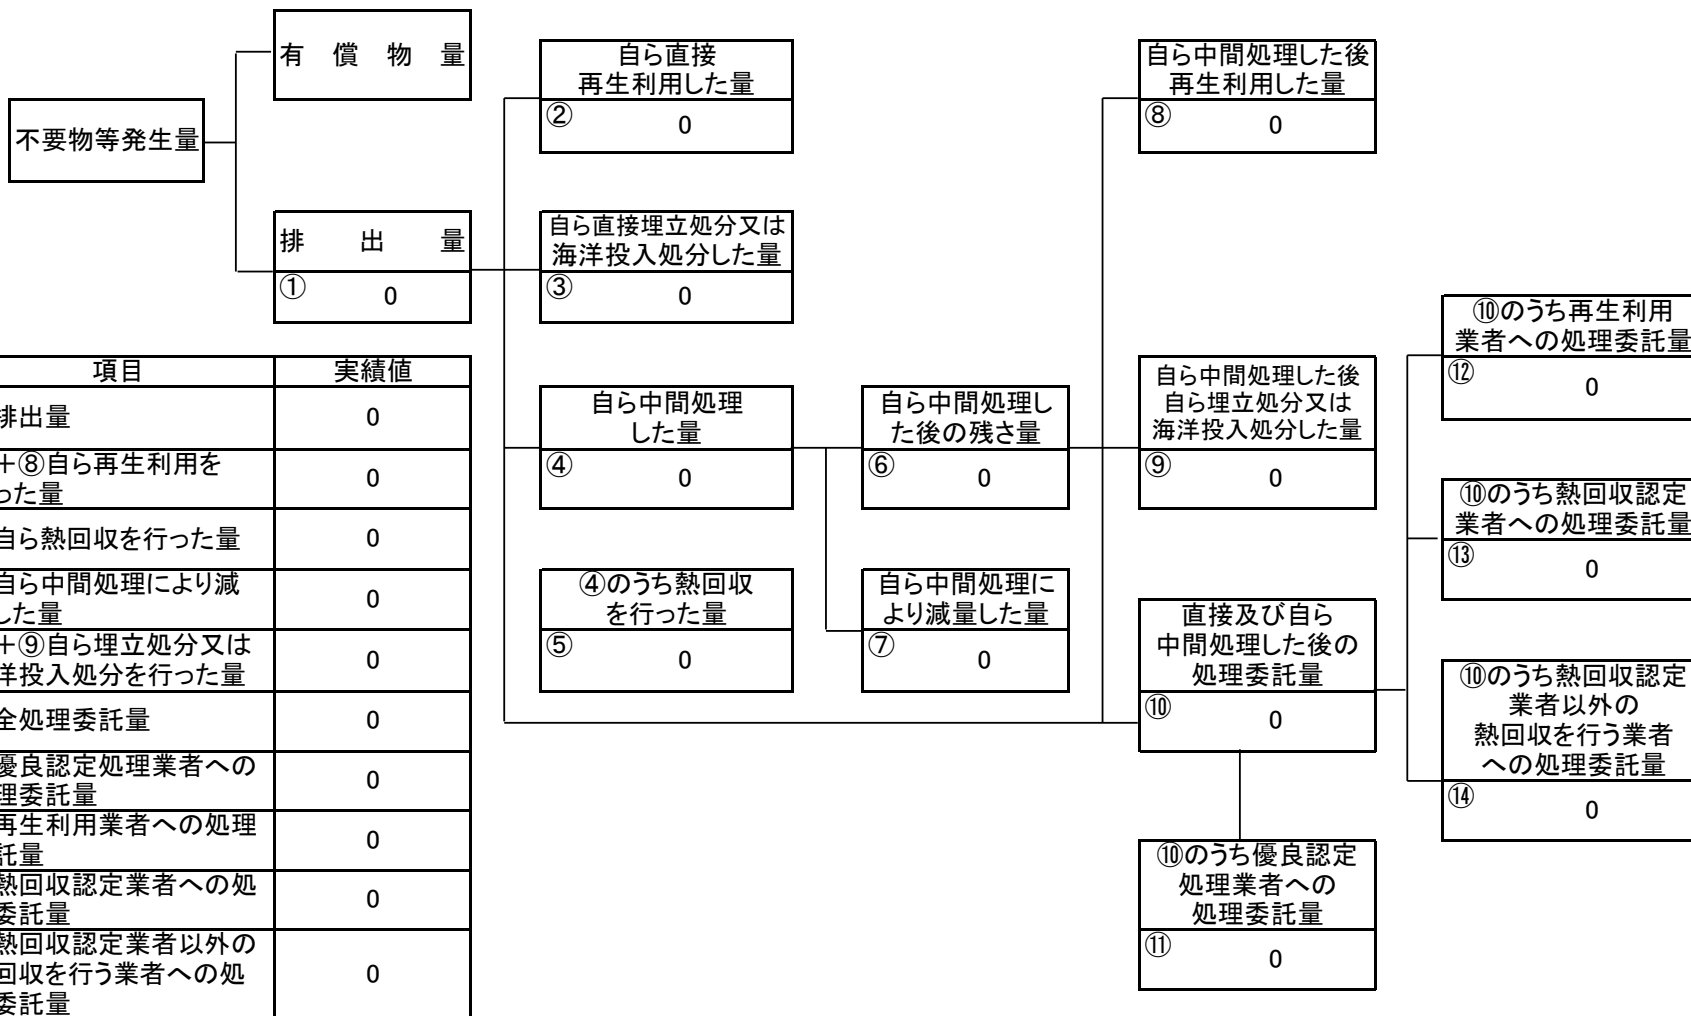 有償物量
不要物等発生量
排出量
①
0
自ら直接
再生利用した量
②
0
自ら直接埋立処分又は
海洋投入処分した量
③
0
自ら中間処理
した量
④
0
④のうち熱回収
を行った量
⑤
0
自ら中間処理し
た後の残さ量
⑥
0
自ら中間処理に
より減量した量
⑦
0
自ら中間処理した後
再生利用した量
⑧
0
自ら中間処理した後
自ら埋立処分又は
海洋投入処分した量
⑨
0
直接及び自ら
中間処理した後の
処理委託量
⑩
0
⑩のうち優良認定
処理業者への
処理委託量
⑪
0
⑩のうち再生利用
業者への処理委託量
⑫
0
⑩のうち熱回収認定
業者への処理委託量
⑬
0
⑩のうち熱回収認定
業者以外の
熱回収を行う業者
への処理委託量
⑭
0
項目 実績値
排出量 0
+⑧自ら再生利用を
った量 0
自ら熱回収を行った量 0
自ら中間処理により減
した量 0
+⑨自ら埋立処分又は
洋投入処分を行った量 0
全処理委託量 0
優良認定処理業者への
理委託量 0
再生利用業者への処理
託量 0
熱回収認定業者への処
委託量 0
熱回収認定業者以外の
回収を行う業者への処
委託量 0